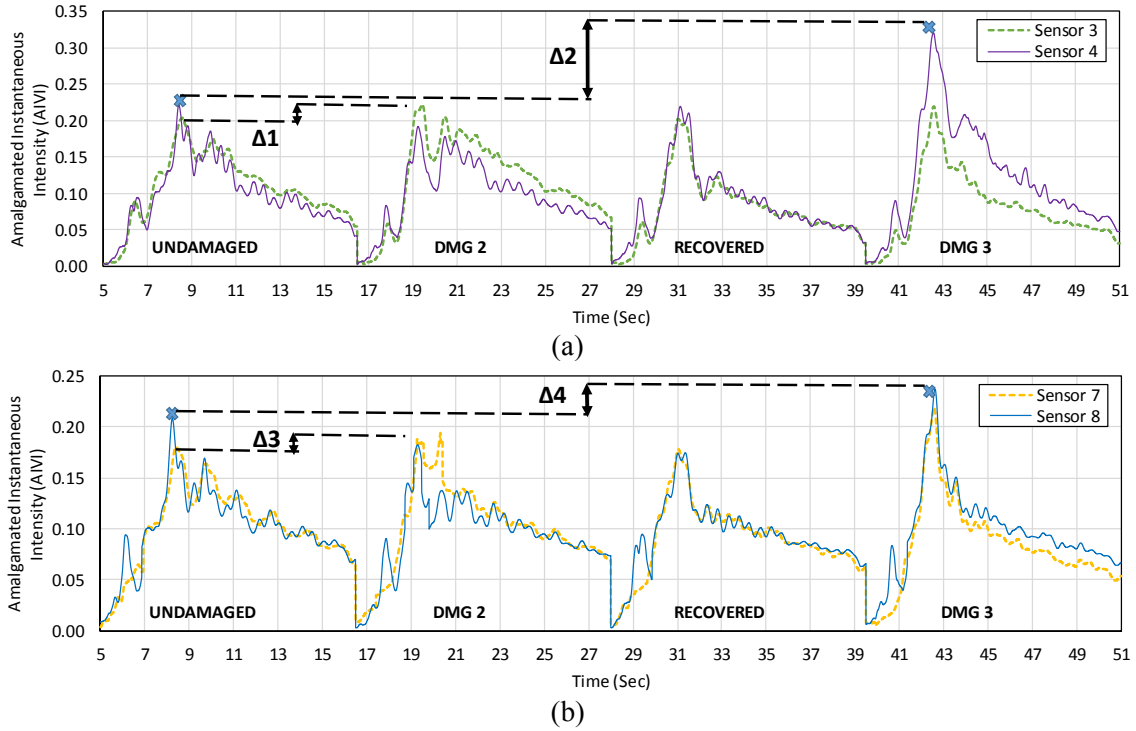 Amalgamated Instantaneous
Intensity (AIVI)
0.35
0.30
0.25
0.20
0.15
0.10
0.05
0.00
Δ1
Δ2
Sensor 3
Sensor 4
UNDAMAGED
DMG 2
RECOVERED
DMG 3
5 7 9 11 13 15 17 19 21 23 25 27 29 31 33 35 37 39 41 43 45 47 49 51
Time (Sec)
(a)
Amalgamated Instantaneous
Intensity (AIVI)
0.25
0.20
0.15
0.10
0.05
0.00
Δ3
Δ4
Sensor 7
Sensor 8
UNDAMAGED
DMG 2
RECOVERED
DMG 3
5 7 9 11 13 15 17 19 21 23 25 27 29 31 33 35 37 39 41 43 45 47 49 51
Time (Sec)
(b)